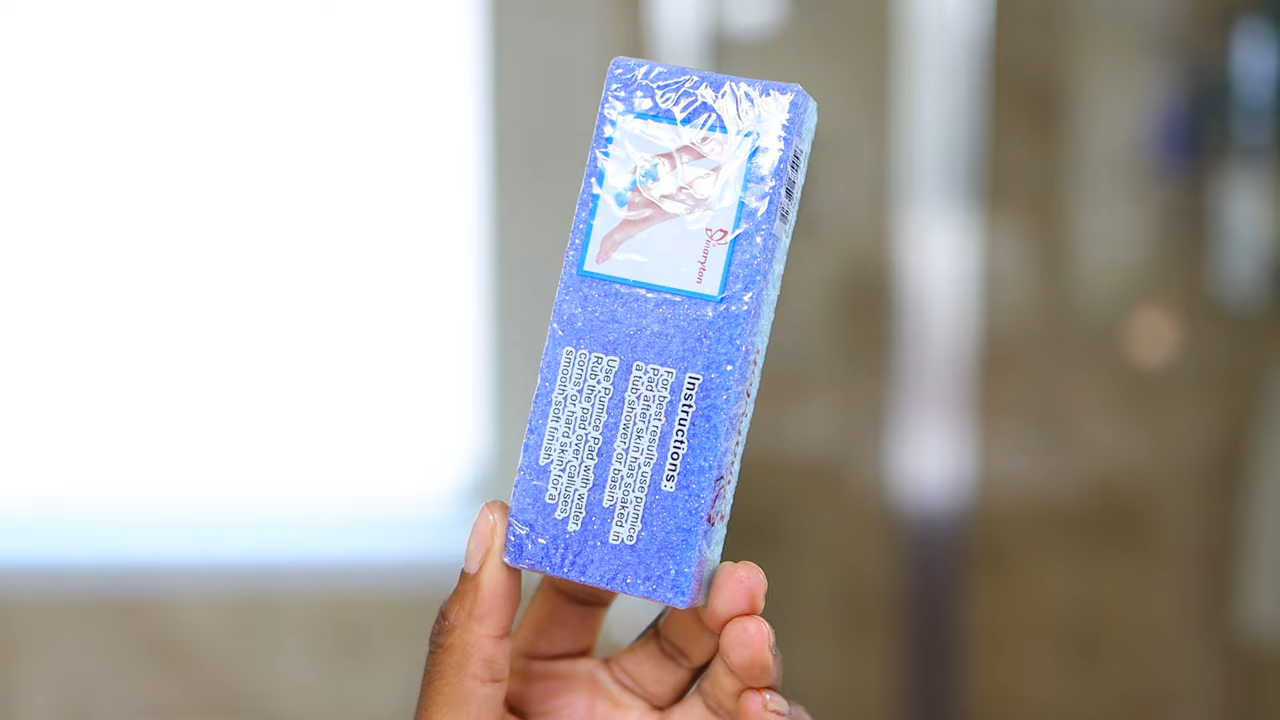 maryton
Instructions:
For best results use pumice
pad after skin has soaked in
a tub, shower, or basin.
Use Pumice pad with water.
Rub the pad over calluses,
corns, or hard skin for a
smooth soft finish.